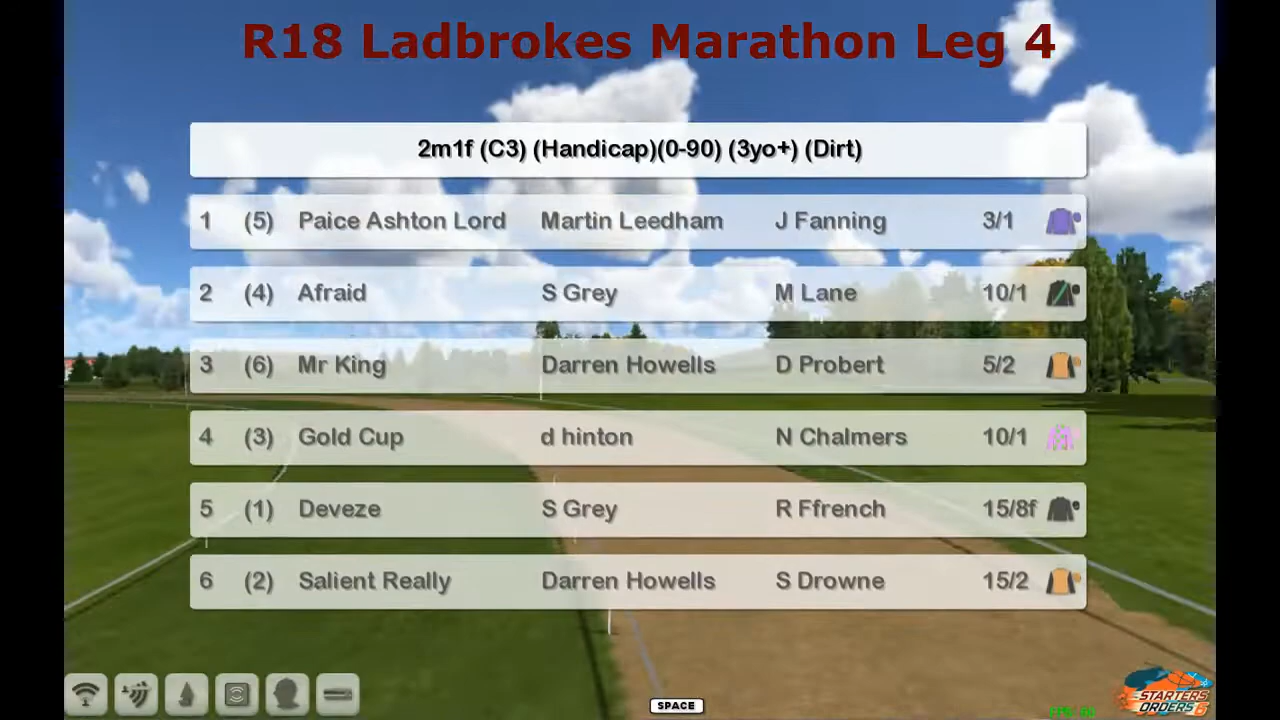 R18 Ladbrokes Marathon Leg 4
2m1f (C3) (Handicap)(0-90) (3yo+) (Dirt)
1 (5) Paice Ashton Lord Martin Leedham J Fanning 3/1
2 (4) Afraid S Grey M Lane 10/1
3 (6) Mr King Darren Howells D Probert 5/2
4 (3) Gold Cup d hinton N Chalmers 10/1
5 (1) Deveze S Grey R Ffrench 15/8f
6 (2) Salient Really Darren Howells S Drowne 15/2
SPACE
STARTERS
ORDERS 6